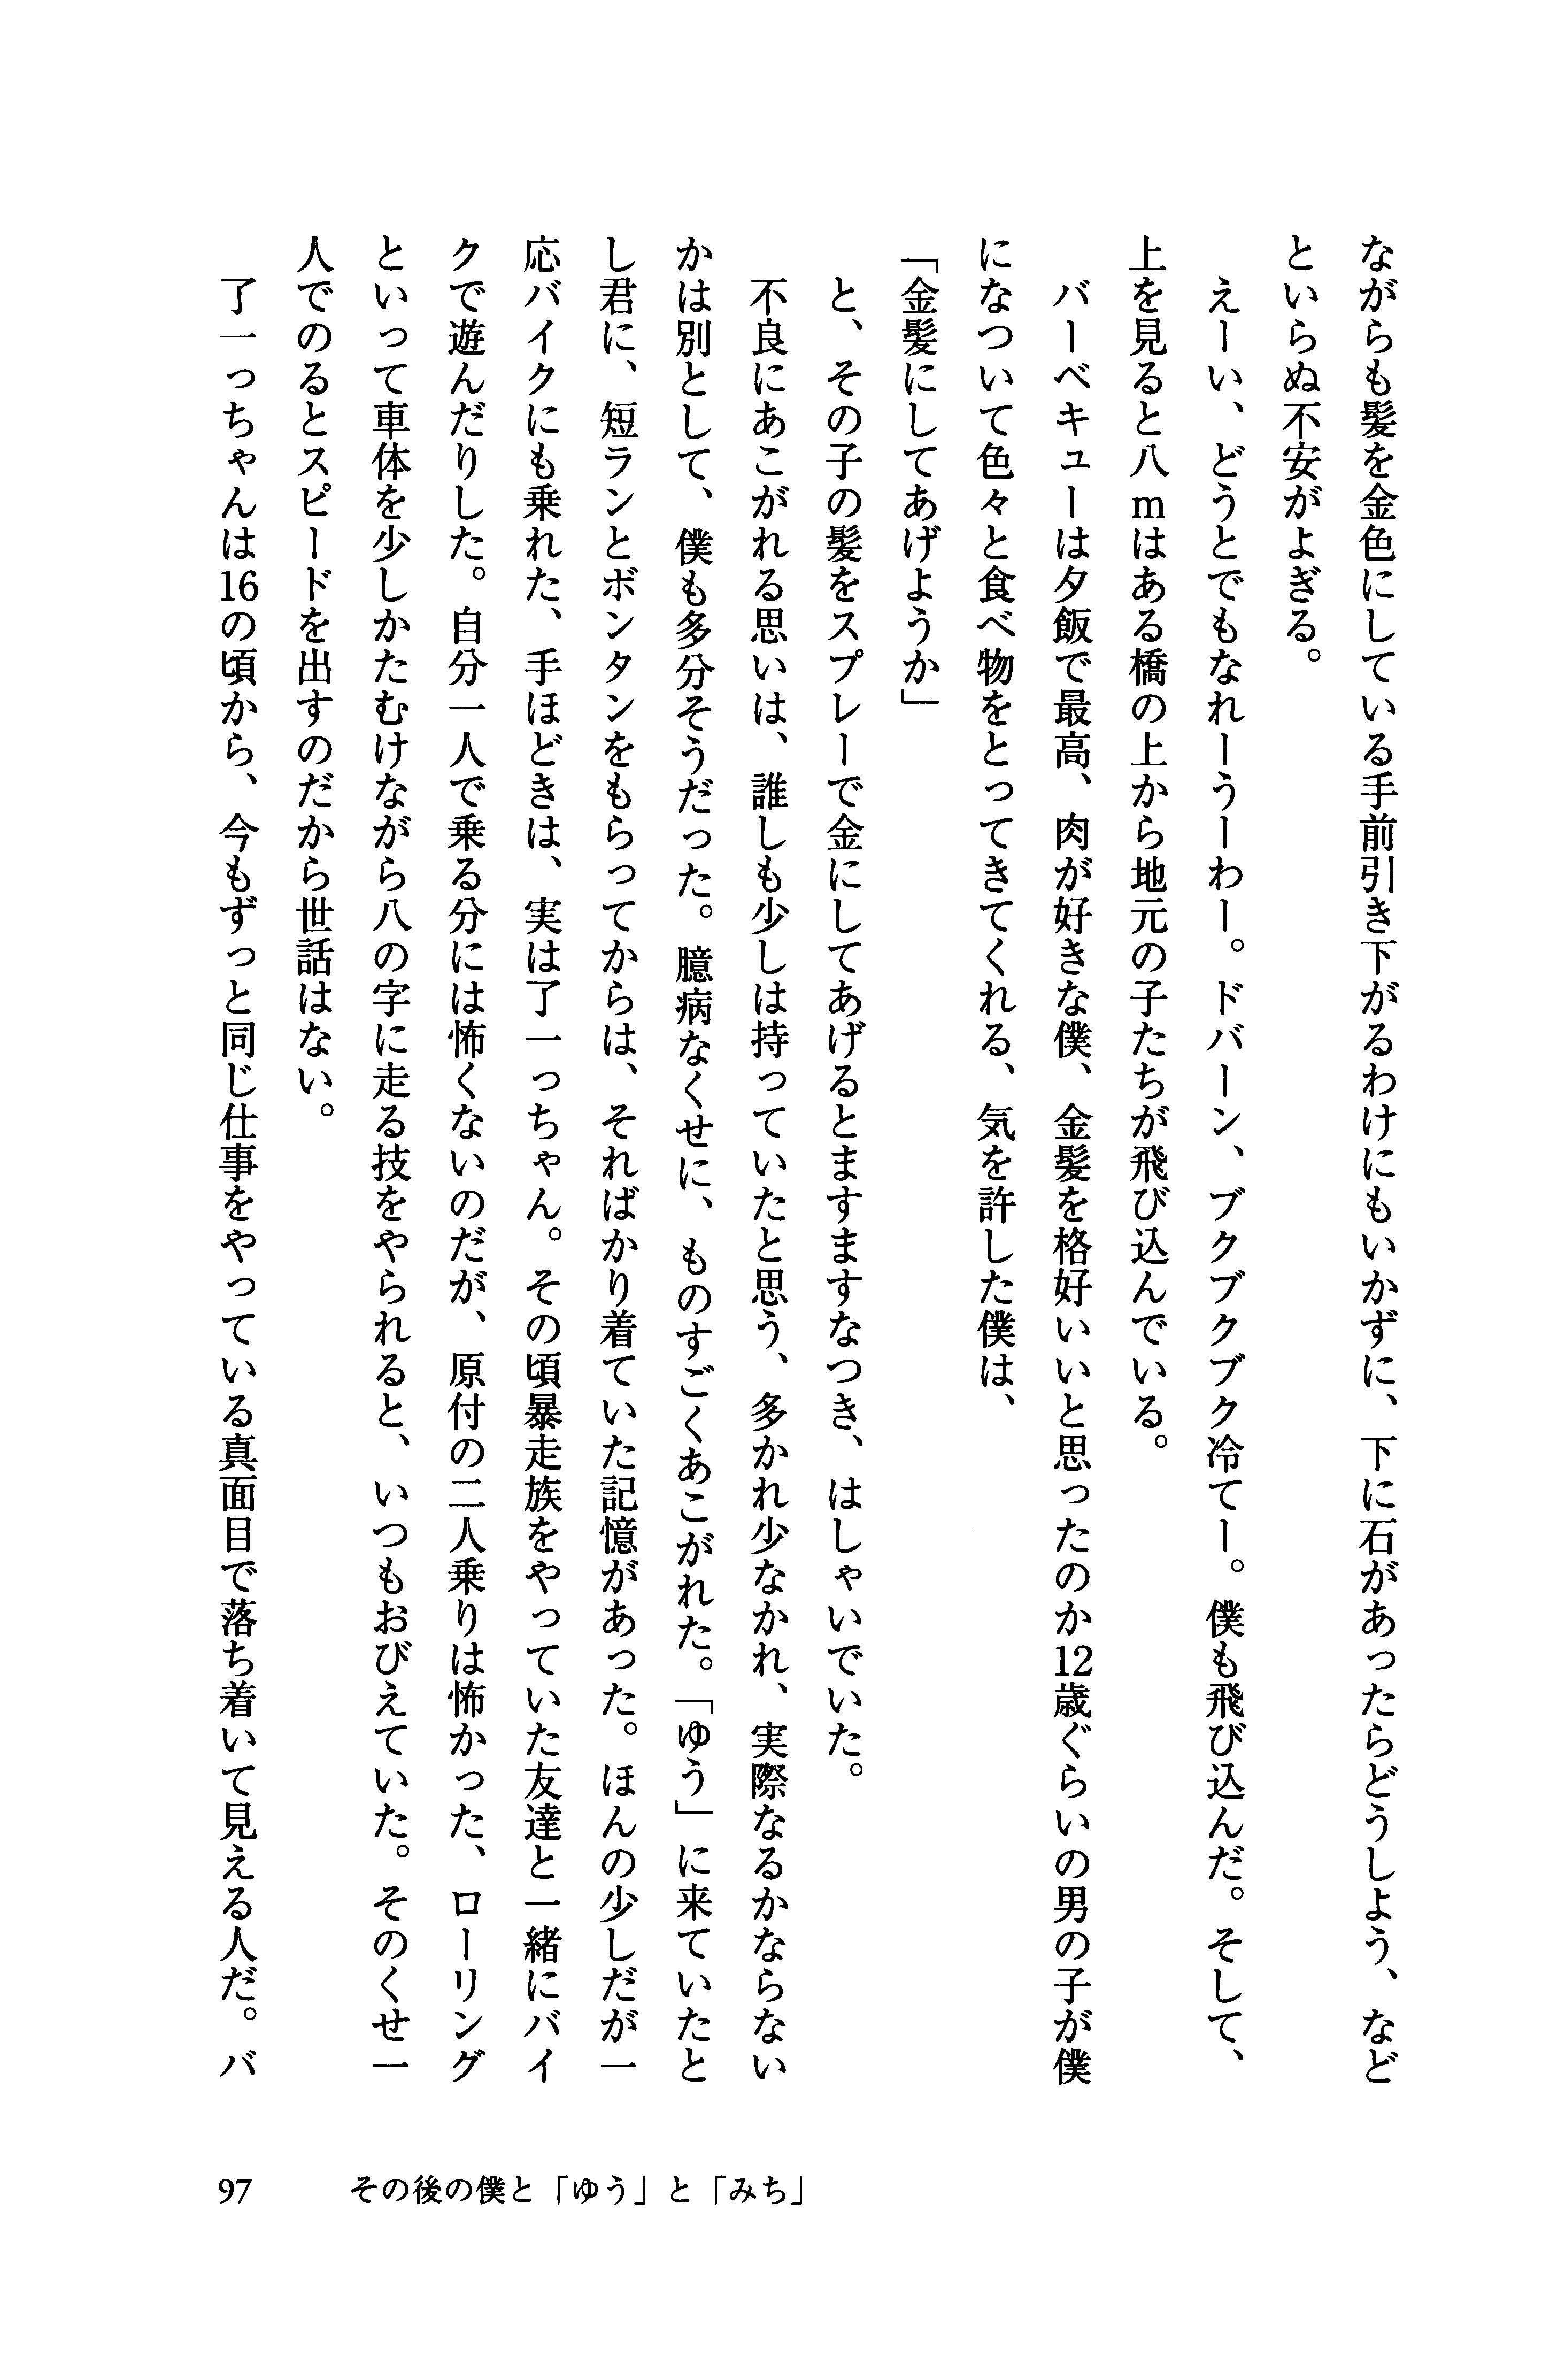 ながらも髪を金色にしている手前引き下がるわけにもいかずに、下に石があったらどうしよう、など
といらぬ不安がよぎる。
　えーい、どうとでもなれーうーわー。ドバーン、ブクブクブク冷てー。僕も飛び込んだ。そして、
上を見ると八ｍはある橋の上から地元の子たちが飛び込んでいる。
　バーベキューは夕飯で最高、肉が好きな僕、金髪を格好いいと思ったのか12歳ぐらいの男の子が僕
になついて色々と食べ物をとってきてくれる、気を許した僕は、
「金髪にしてあげようか」
　と、その子の髪をスプレーで金にしてあげるとますますなつき、はしゃいでいた。
　不良にあこがれる思いは、誰しも少しは持っていたと思う、多かれ少なかれ、実際なるかならない
かは別として、僕も多分そうだった。臆病なくせに、ものすごくあこがれた。「ゆう」に来ていたと
し君に、短ランとボンタンをもらってからは、そればかり着ていた記憶があった。ほんの少しだが一
応バイクにも乗れた、手ほどきは、実は了一っちゃん。その頃暴走族をやっていた友達と一緒にバイ
クで遊んだりした。自分一人で乗る分には怖くないのだが、原付の二人乗りは怖かった、ローリング
といって車体を少しかたむけながら八の字に走る技をやられると、いつもおびえていた。そのくせ一
人でのるとスピードを出すのだから世話はない。
　了一っちゃんは16の頃から、今もずっと同じ仕事をやっている真面目で落ち着いて見える人だ。バ
97　その後の僕と「ゆう」と「みち」